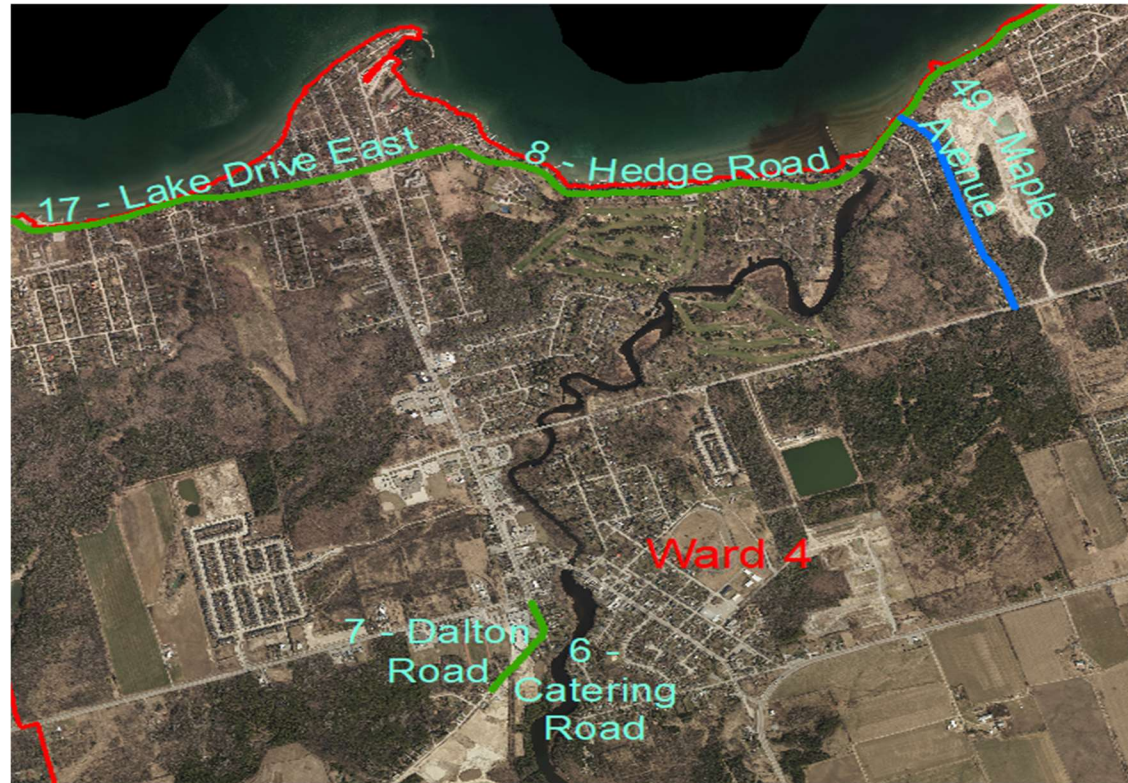 49 - Maple
Avenue
8 - Hedge Road
17 - Lake Drive East
Ward 4
7 - Dalton
Road
6 -
Catering
Road